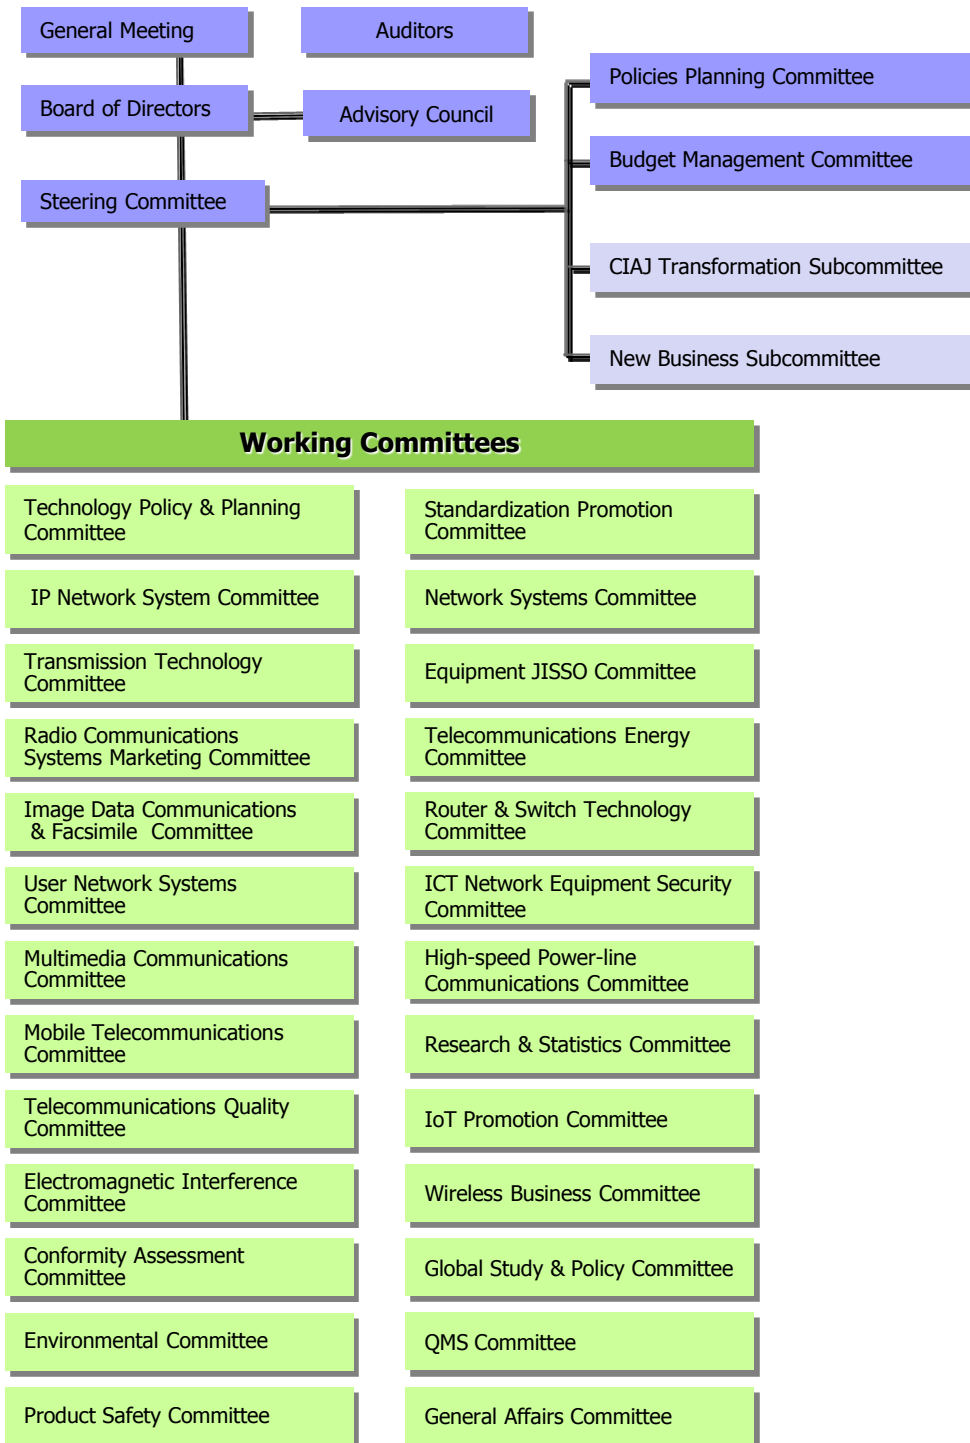 General Meeting
Auditors
Board of Directors
Advisory Council
Steering Committee
Policies Planning Committee
Budget Management Committee
CIAJ Transformation Subcommittee
New Business Subcommittee
Working Committees
Technology Policy & Planning
Committee
IP Network System Committee
Transmission Technology
Committee
Radio Communications
Systems Marketing Committee
Image Data Communications
& Facsimile Committee
User Network Systems
Committee
Multimedia Communications
Committee
Mobile Telecommunications
Committee
Telecommunications Quality
Committee
Electromagnetic Interference
Committee
Conformity Assessment
Committee
Environmental Committee
Product Safety Committee
Standardization Promotion
Committee
Network Systems Committee
Equipment JISSO Committee
Telecommunications Energy
Committee
Router & Switch Technology
Committee
ICT Network Equipment Security
Committee
High-speed Power-line
Communications Committee
Research & Statistics Committee
IoT Promotion Committee
Wireless Business Committee
Global Study & Policy Committee
QMS Committee
General Affairs Committee